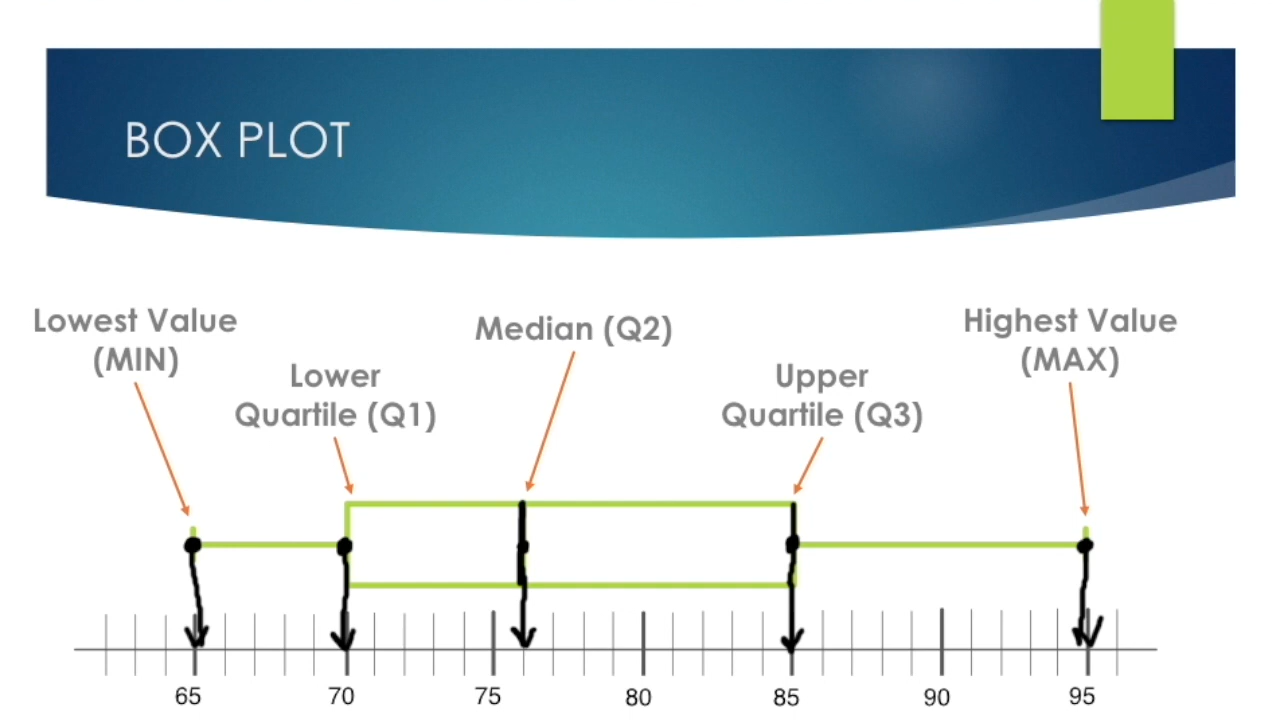 BOX PLOT
Lowest Value
(MIN)
Lower
Quartile (Q1)
Median (Q2)
Upper
Quartile (Q3)
Highest Value
(MAX)
65 70 75 80 85 90 95